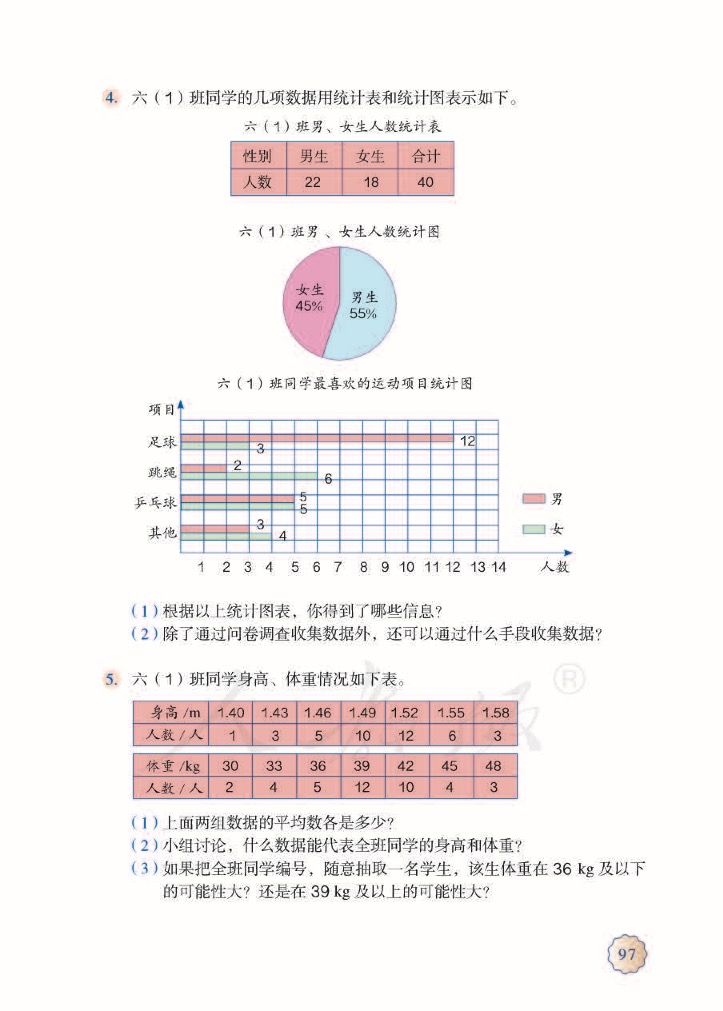 4. 六（1）班同学的几项数据用统计表和统计图表示如下。
六（1）班男、女生人数统计表
性别 男生 女生 合计
人数 22 18 40
六（1）班男、女生人数统计图
女生 男生
45% 55%
六（1）班同学最喜欢的运动项目统计图
项目
足球 12
3
跳绳 2
6
乒乓球 5
5
男
其他 3
4
女
1 2 3 4 5 6 7 8 9 10 11 12 13 14 人数
（1）根据以上统计图表，你得到了哪些信息？
（2）除了通过问卷调查收集数据外，还可以通过什么手段收集数据？
5. 六（1）班同学身高、体重情况如下表。
身高/m 1.40 1.43 1.46 1.49 1.52 1.55 1.58
人数/人 1 3 5 10 12 6 3
体重/kg 30 33 36 39 42 45 48
人数/人 2 4 5 12 10 4 3
（1）上面两组数据的平均数各是多少？
（2）小组讨论，什么数据能代表全班同学的身高和体重？
（3）如果把全班同学编号，随意抽取一名学生，该生体重在 36 kg 及以下
的可能性大？还是在 39 kg 及以上的可能性大？
人教版®
97